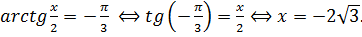 arctg x/2 = −π/3 ⇔ tg(−π/3) = x/2 ⇔ x = −2√3.